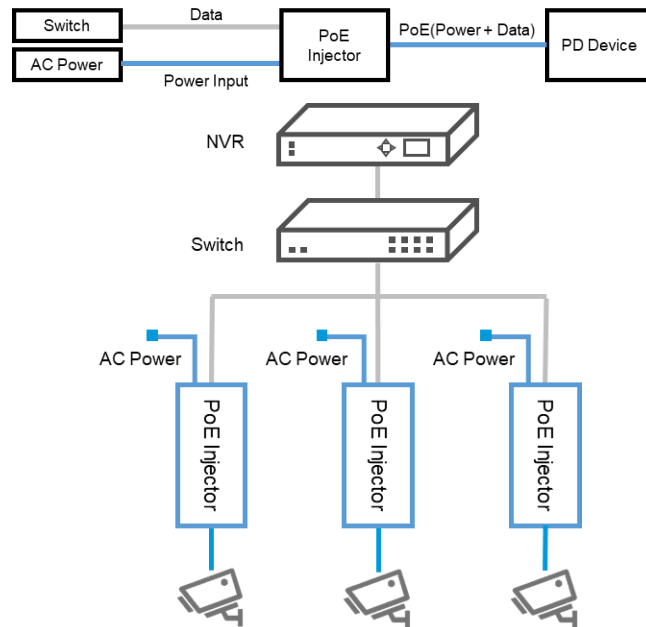 Switch
Data
PoE
Injector
PoE(Power + Data)
PD Device
AC Power
Power Input
NVR
Switch
AC Power
AC Power
AC Power
PoE Injector
PoE Injector
PoE Injector